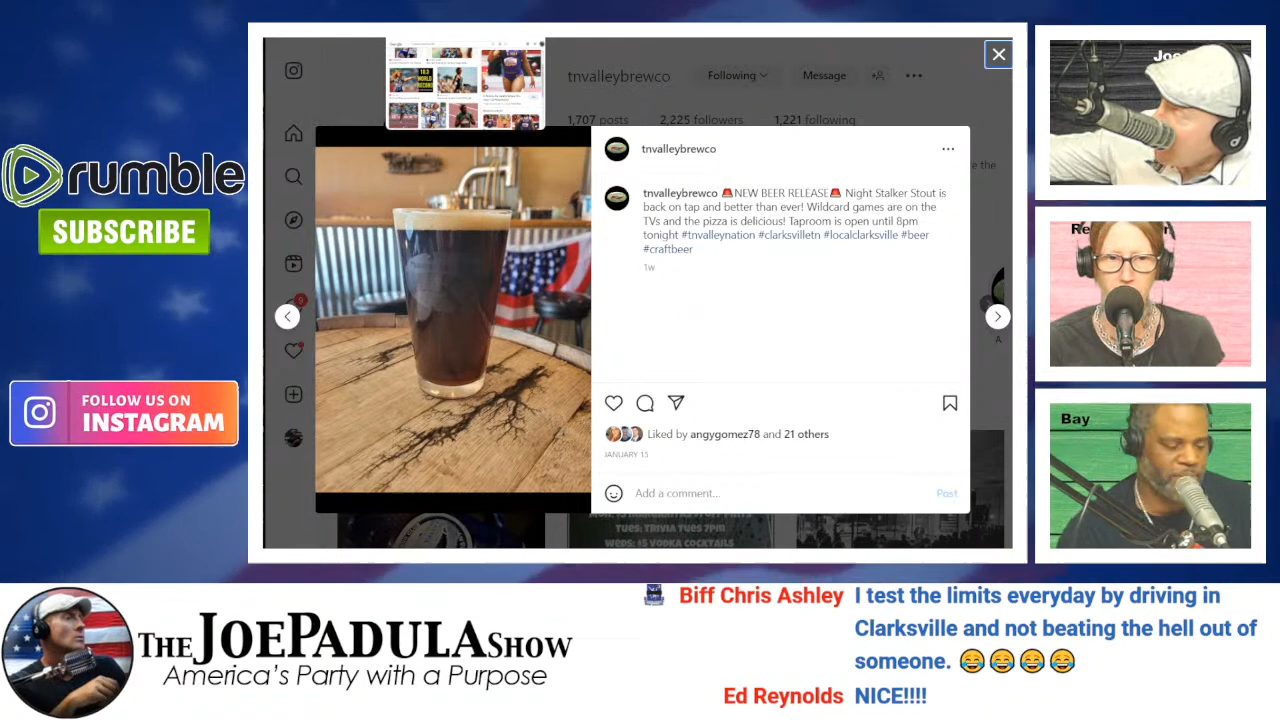 rumble
SUBSCRIBE
FOLLOW US ON
INSTAGRAM
tnvalleybrewco
Following
Message
1,707 posts
2,225 followers
1,221 following
tnvalleybrewco
tnvalleybrewco 🚨NEW BEER RELEASE🚨 Night Stalker Stout is
back on tap and better than ever! Wildcard games are on the
TVs and the pizza is delicious! Taproom is open until 8pm
tonight #tnvalleynation #clarksvilletn #localclarksville #beer
#craftbeer
1w
Liked by angygomez78 and 21 others
JANUARY 15
Add a comment...
Post
TUES: TRIVIA TUES 7PM
WEDS: $5 VODKA COCKTAILS
Bay
THE JOEPADULA SHOW
America's Party with a Purpose
Biff Chris Ashley I test the limits everyday by driving in
Clarksville and not beating the hell out of
someone. 😂😂😂😂
Ed Reynolds NICE!!!!